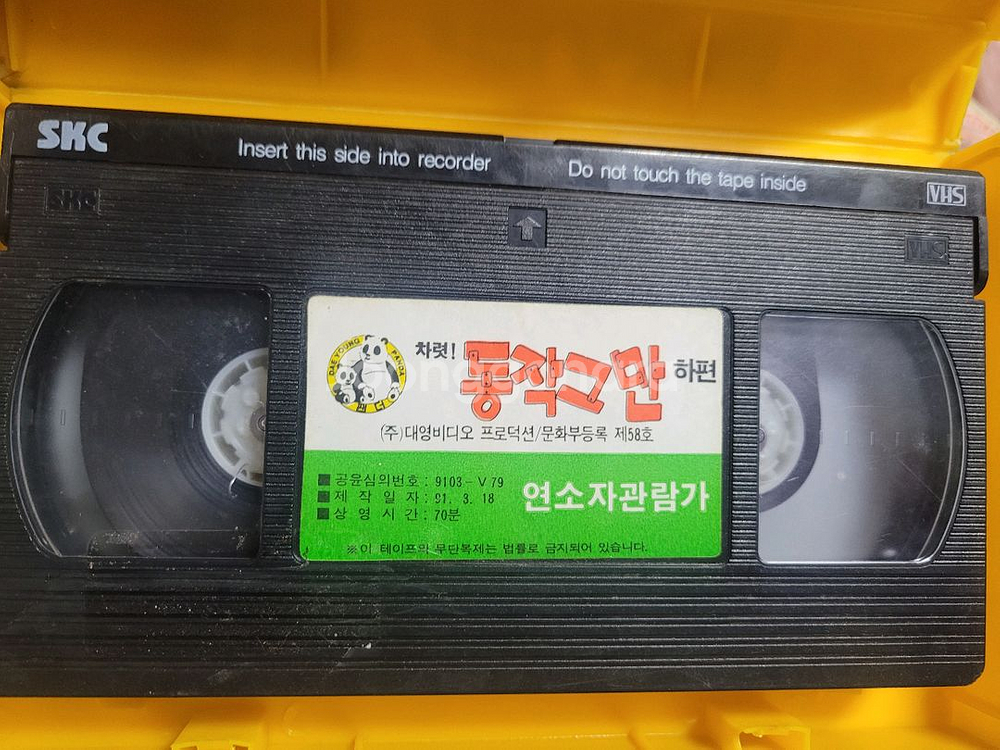 SKC
Insert this side into recorder
Do not touch the tape inside
VHS
SKC
VHS
DAE YOUNG PANDA
차렷!
동작그만
하편
(주)대영비디오 프로덕션/문화부등록 제58호
■공윤심의번호 : 9103-V79
■제작일자 : 91. 3. 18
■상영시간 : 70분
연소자관람가
※이 테이프의 무단복제는 법률로 금지되어 있습니다.